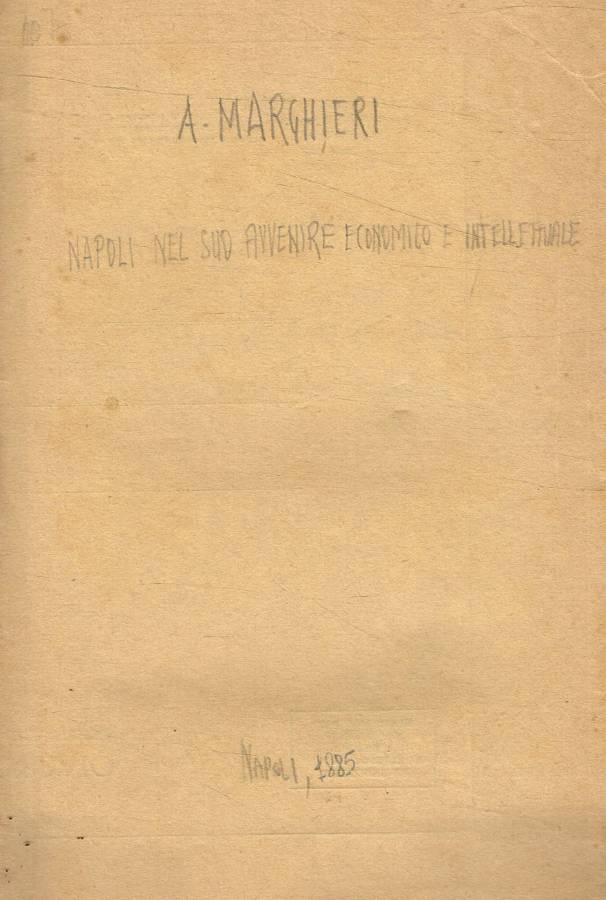 A. MARGHIERI
NAPOLI NEL SUO AVVENIRE ECONOMICO E INTELLETTUALE
NAPOLI, 1885